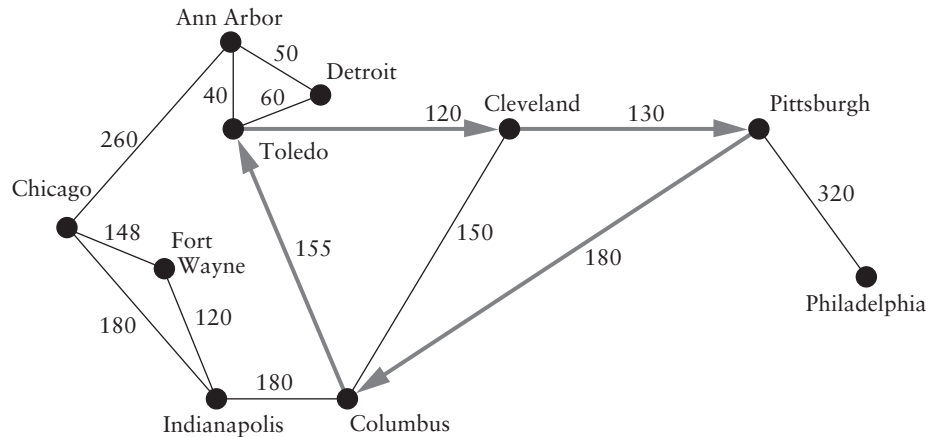 Ann Arbor
50
Detroit
40
60
Toledo
120
Cleveland
130
Pittsburgh
260
Chicago
148
Fort
Wayne
155
150
180
320
Philadelphia
180
120
180
Indianapolis
Columbus